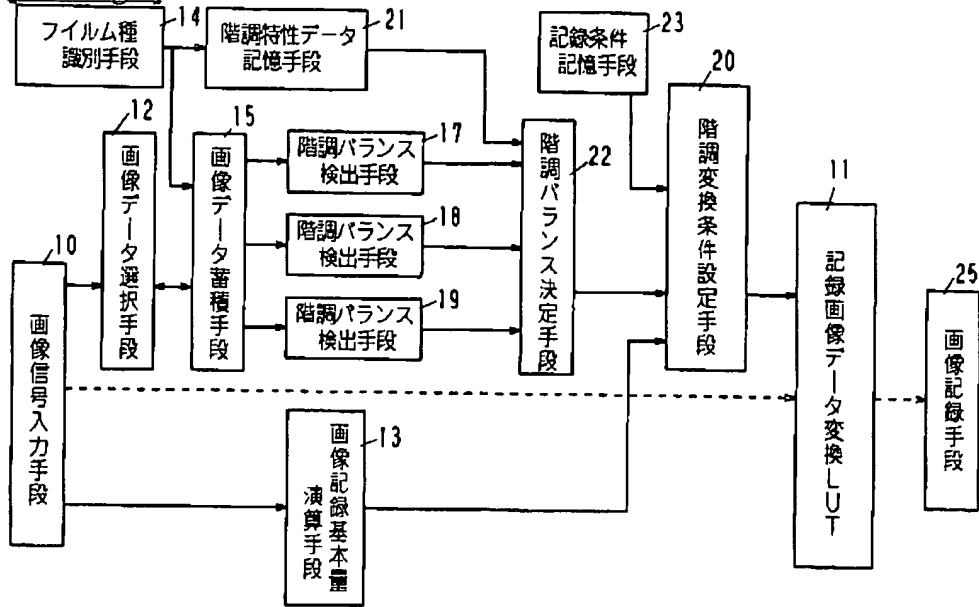 フイルム種
識別手段
14
階調特性データ
記憶手段
21
記録条件
記憶手段
23
20
階調変換条件設定手段
12
画像データ選択手段
15
画像データ蓄積手段
階調バランス
検出手段
17
階調バランス
検出手段
18
階調バランス
検出手段
19
階調バランス決定手段
22
11
記録画像データ変換LUT
10
画像信号入力手段
25
画像記録手段
画像記録基本量
演算手段
13